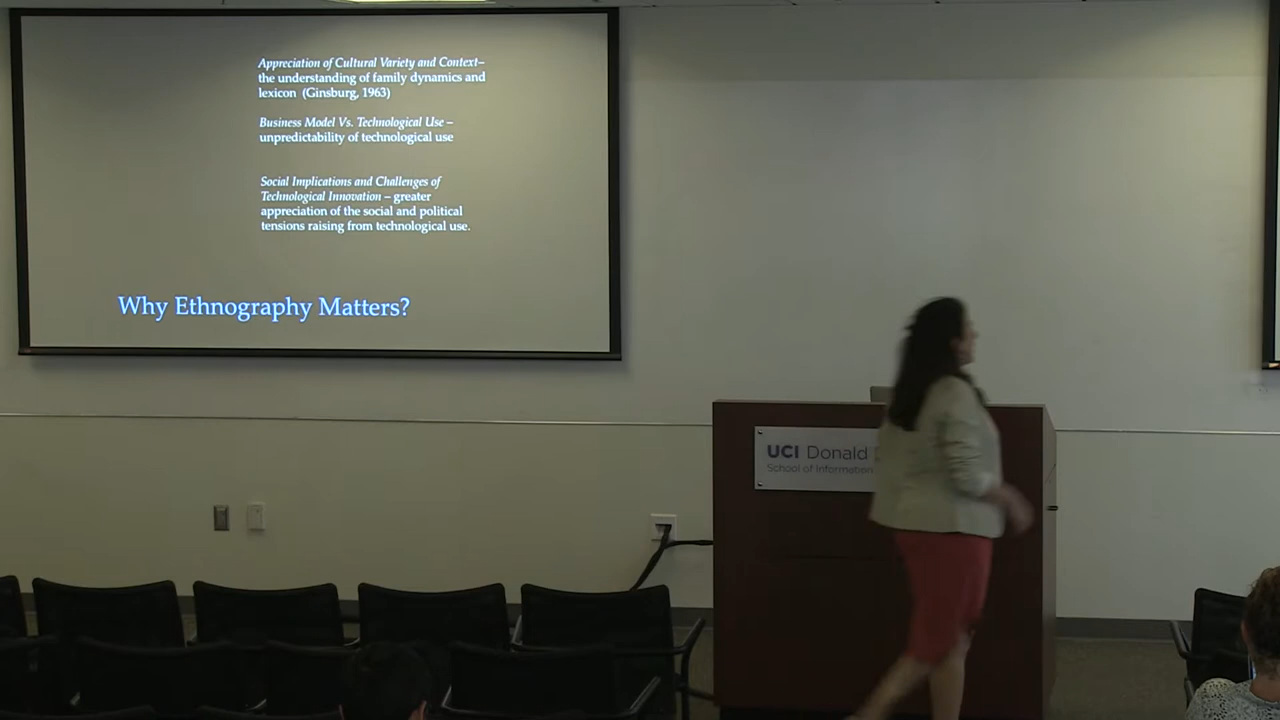 Appreciation of Cultural Variety and Context–
the understanding of family dynamics and
lexicon (Ginsburg, 1963)
Business Model Vs. Technological Use –
unpredictability of technological use
Social Implications and Challenges of
Technological Innovation – greater
appreciation of the social and political
tensions raising from technological use.
Why Ethnography Matters?
UCI Donald
School of Information